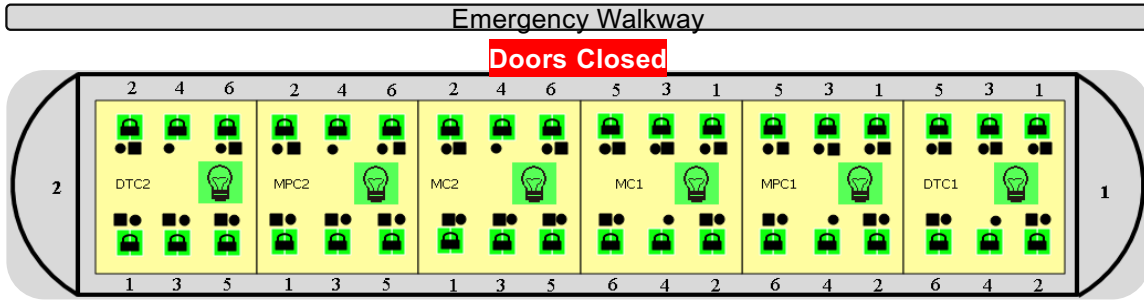 Emergency Walkway
Doors Closed
2 4 6 2 4 6 2 4 6 5 3 1 5 3 1 5 3 1
2 DTC2 MPC2 MC2 MC1 MPC1 DTC1 1
1 3 5 1 3 5 1 3 5 6 4 2 6 4 2 6 4 2